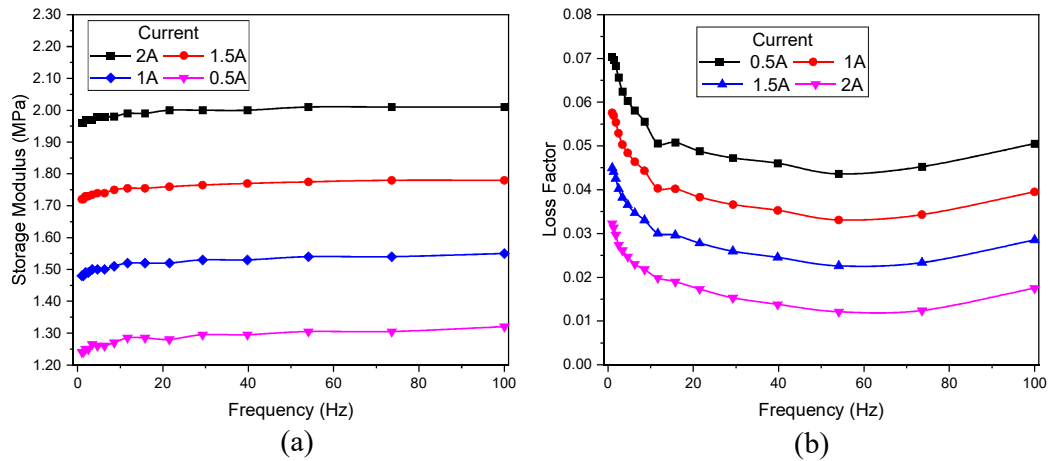 Current
2A 1.5A
1A 0.5A
2.30
2.20
2.10
2.00
1.90
1.80
1.70
1.60
1.50
1.40
1.30
1.20
Storage Modulus (MPa)
0 20 40 60 80 100
Frequency (Hz)
(a)
Current
0.5A 1A
1.5A 2A
0.08
0.07
0.06
0.05
0.04
0.03
0.02
0.01
0.00
Loss Factor
0 20 40 60 80 100
Frequency (Hz)
(b)